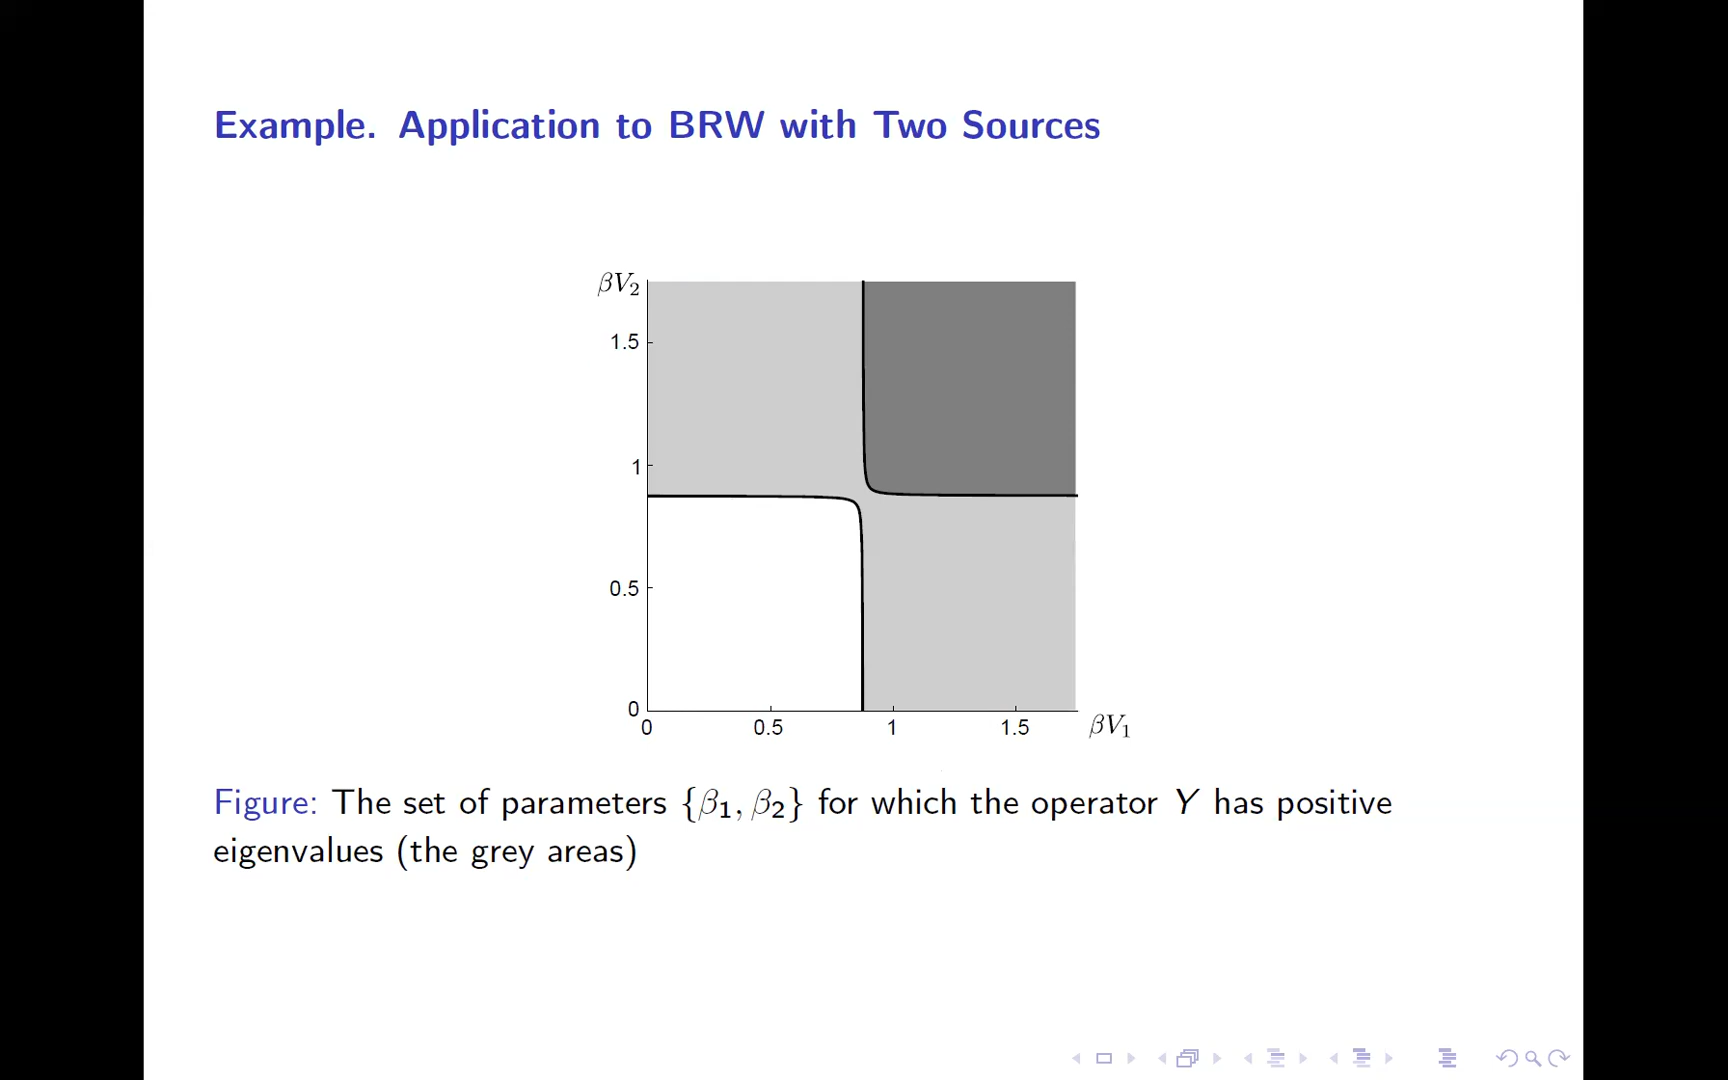 Example. Application to BRW with Two Sources
βV₂
1.5
1
0.5
0
0 0.5 1 1.5 βV₁
Figure: The set of parameters {β₁, β₂} for which the operator Y has positive
eigenvalues (the grey areas)